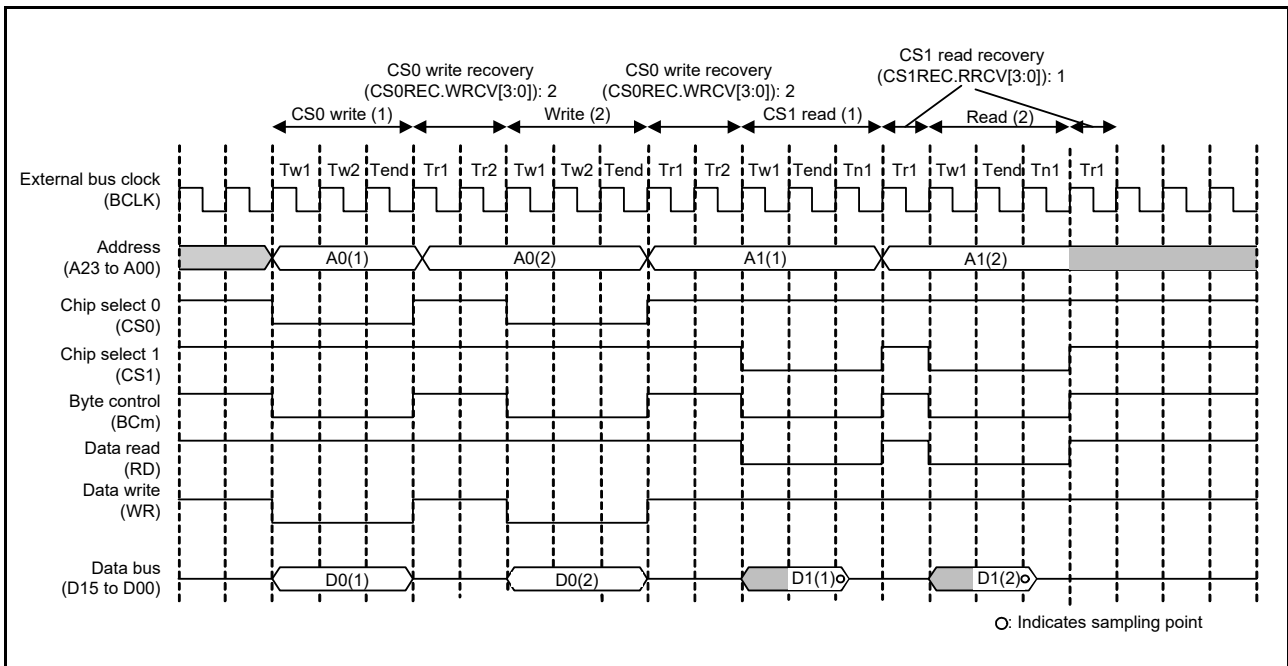 CS1 read recovery
(CS1REC.RRCV[3:0]): 1
CS0 write recovery
(CS0REC.WRCV[3:0]): 2
CS0 write recovery
(CS0REC.WRCV[3:0]): 2
CS0 write (1)
Write (2)
CS1 read (1)
Read (2)
Tw1 Tw2 Tend Tr1 Tr2 Tw1 Tw2 Tend Tr1 Tr2 Tw1 Tend Tn1 Tr1 Tw1 Tend Tn1 Tr1
External bus clock
(BCLK)
Address
(A23 to A00)
A0(1) A0(2) A1(1) A1(2)
Chip select 0
(CS0)
Chip select 1
(CS1)
Byte control
(BCm)
Data read
(RD)
Data write
(WR)
Data bus
(D15 to D00)
D0(1) D0(2) D1(1) D1(2)
O: Indicates sampling point